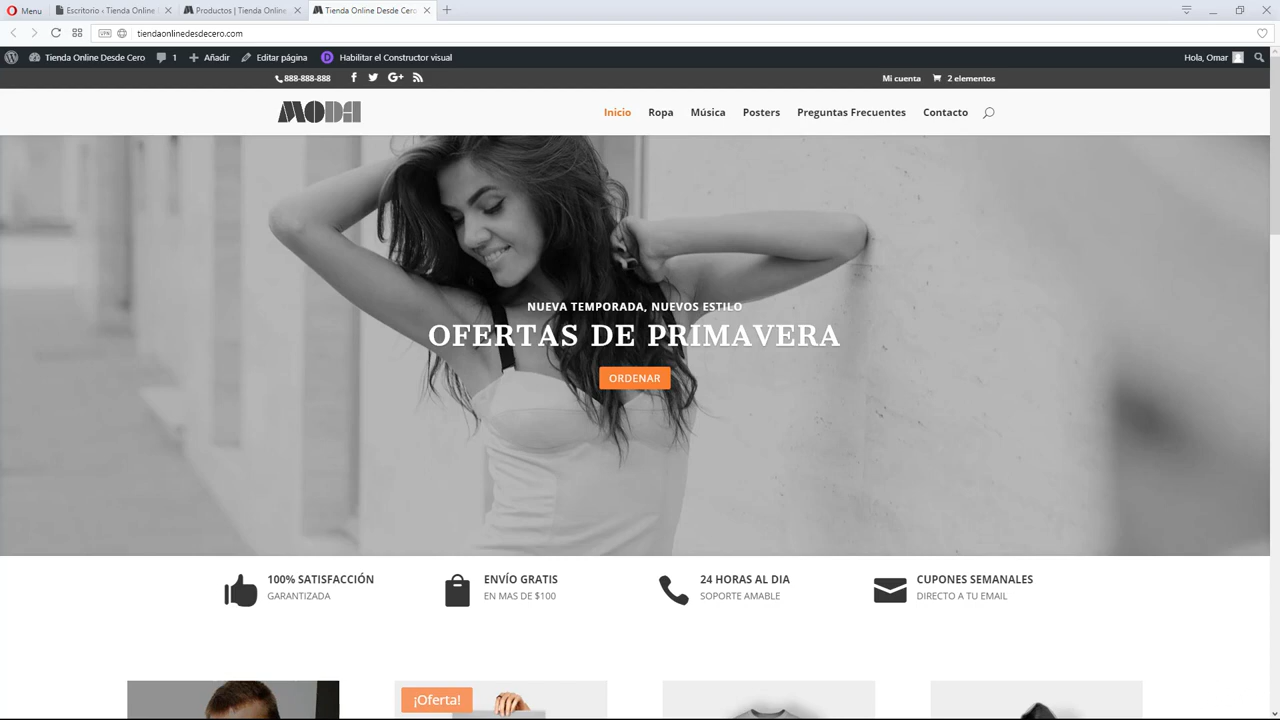 Menu
Escritorio ‹ Tienda Online
Productos | Tienda Online
Tienda Online Desde Cero
VPN
tiendaonlinedesdecero.com
Tienda Online Desde Cero 1 Añadir Editar página D Habilitar el Constructor visual Hola, Omar
888-888-888
Mi cuenta 2 elementos
MODA
Inicio Ropa Música Posters Preguntas Frecuentes Contacto
NUEVA TEMPORADA, NUEVOS ESTILO
OFERTAS DE PRIMAVERA
ORDENAR
100% SATISFACCIÓN
GARANTIZADA
ENVÍO GRATIS
EN MAS DE $100
24 HORAS AL DIA
SOPORTE AMABLE
CUPONES SEMANALES
DIRECTO A TU EMAIL
¡Oferta!